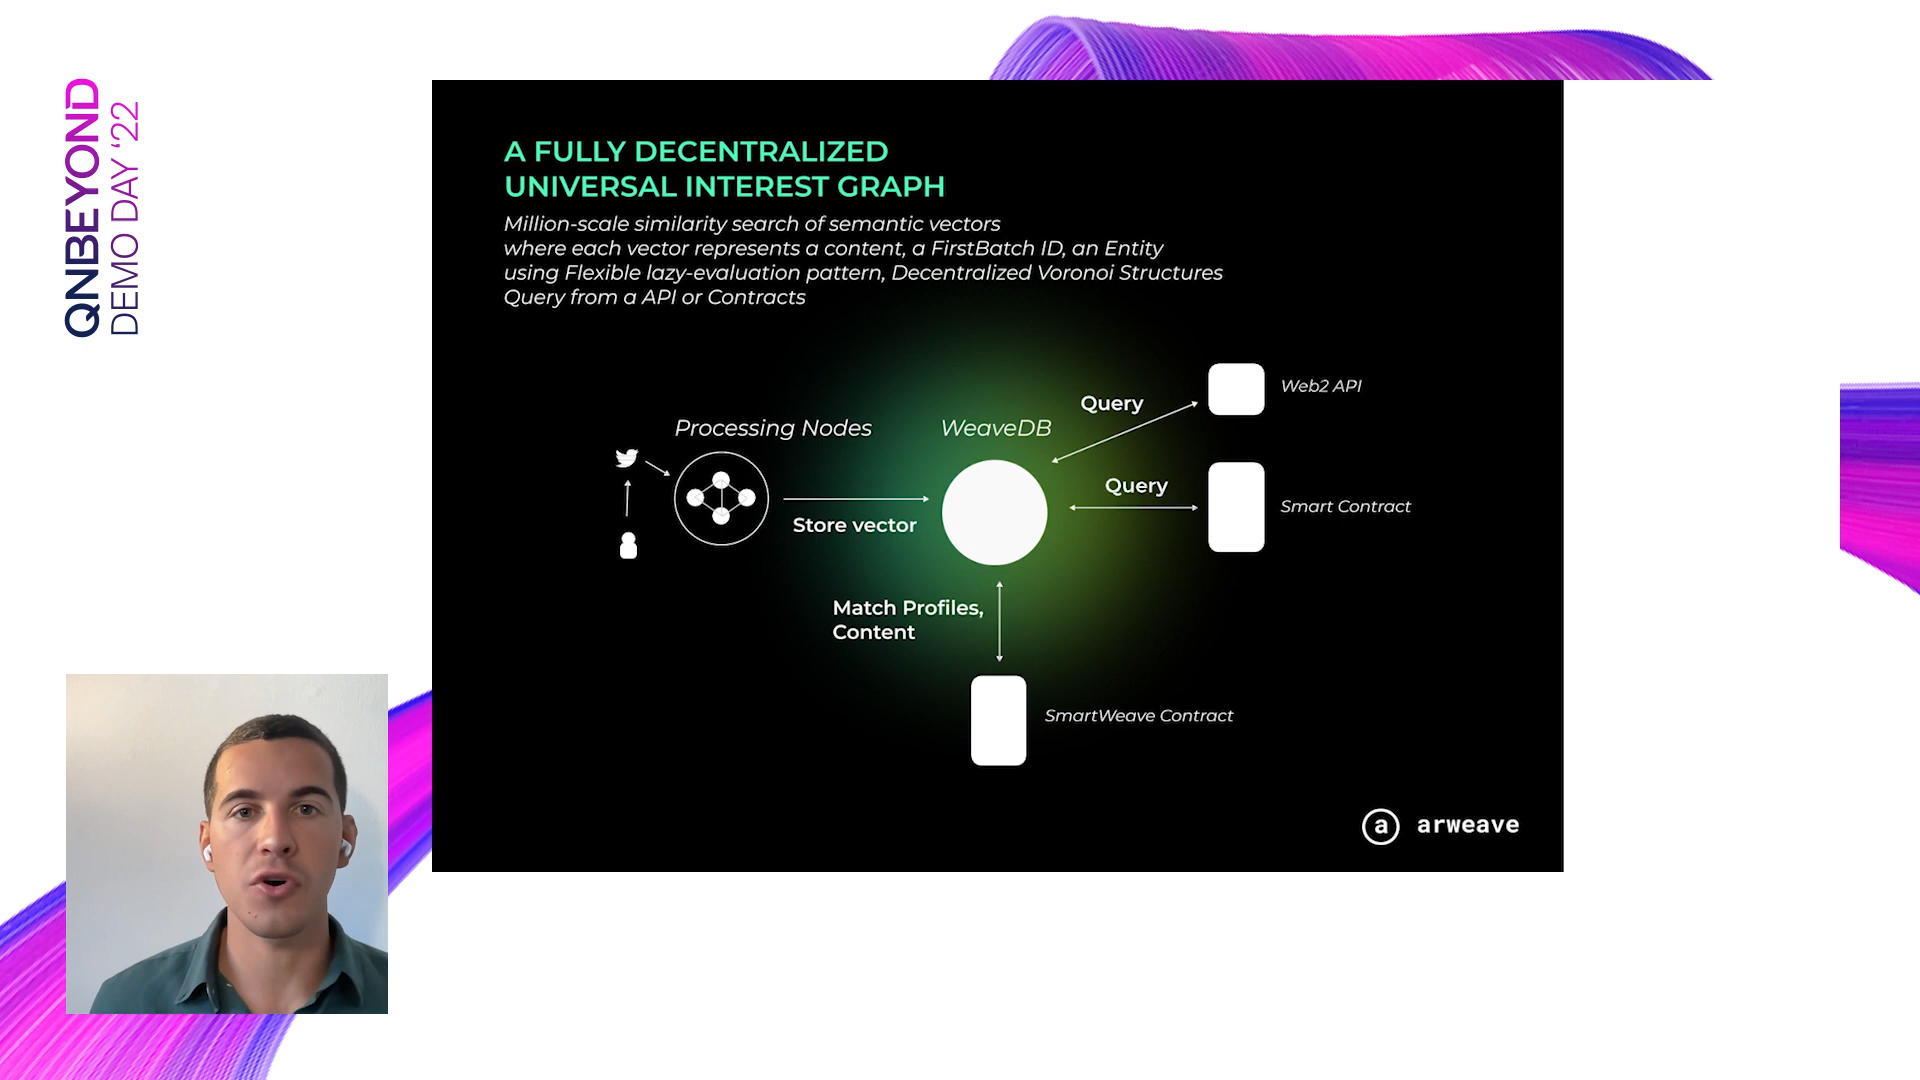 QNBEYOND
DEMO DAY ‘22
A FULLY DECENTRALIZED
UNIVERSAL INTEREST GRAPH
Million-scale similarity search of semantic vectors
where each vector represents a content, a FirstBatch ID, an Entity
using Flexible lazy-evaluation pattern, Decentralized Voronoi Structures
Query from a API or Contracts
Web2 API
Query
Processing Nodes
WeaveDB
Query
Smart Contract
Store vector
Match Profiles,
Content
SmartWeave Contract
a arweave